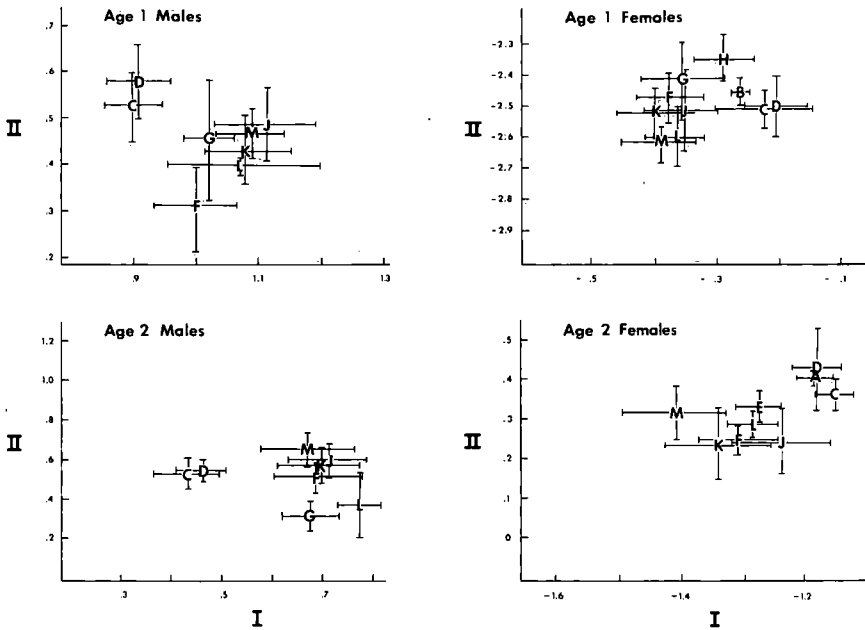 Age 1 Males
.7
.6
.5
.4
.3
.2
II
D
C
G
M
J
K
F
.9
1.1
1.3
Age 1 Females
-2.3
-2.4
-2.5
-2.6
-2.7
-2.8
-2.9
II
H
G
F
B
K
J
C
D
M
- .5
- .3
- .1
Age 2 Males
1.2
1.0
.8
.6
.4
.2
II
M
J
K
C
D
G
.3
.5
.7
I
Age 2 Females
.5
.4
.3
.2
.1
0
II
D
A
C
M
K
F
J
-1.6
-1.4
-1.2
I